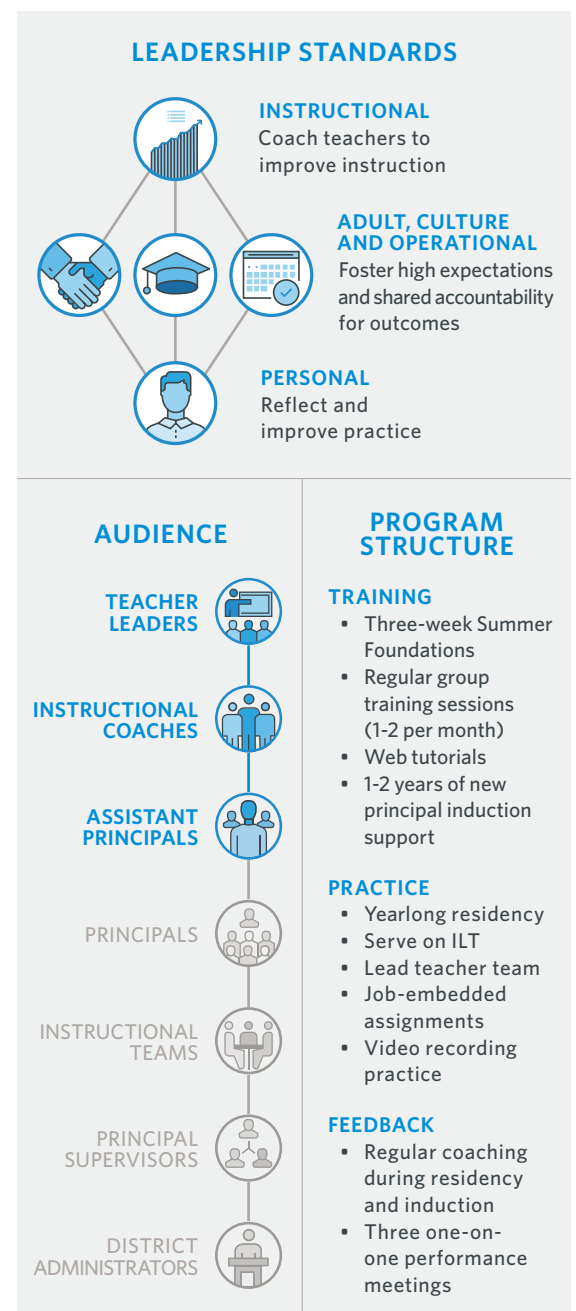 LEADERSHIP STANDARDS
INSTRUCTIONAL
Coach teachers to
improve instruction
ADULT, CULTURE
AND OPERATIONAL
Foster high expectations
and shared accountability
for outcomes
PERSONAL
Reflect and
improve practice
AUDIENCE
TEACHER
LEADERS
INSTRUCTIONAL
COACHES
ASSISTANT
PRINCIPALS
PRINCIPALS
INSTRUCTIONAL
TEAMS
PRINCIPAL
SUPERVISORS
DISTRICT
ADMINISTRATORS
PROGRAM
STRUCTURE
TRAINING
▪ Three-week Summer
Foundations
▪ Regular group
training sessions
(1-2 per month)
▪ Web tutorials
▪ 1-2 years of new
principal induction
support
PRACTICE
▪ Yearlong residency
▪ Serve on ILT
▪ Lead teacher team
▪ Job-embedded
assignments
▪ Video recording
practice
FEEDBACK
▪ Regular coaching
during residency
and induction
▪ Three one-on-
one performance
meetings